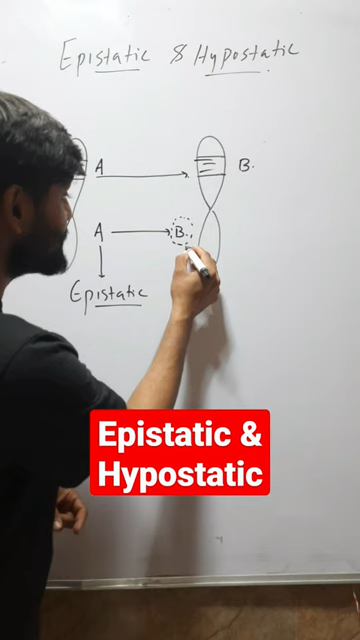 Epistatic & Hypostatic
A B.
A B.
Epistatic
Epistatic &
Hypostatic